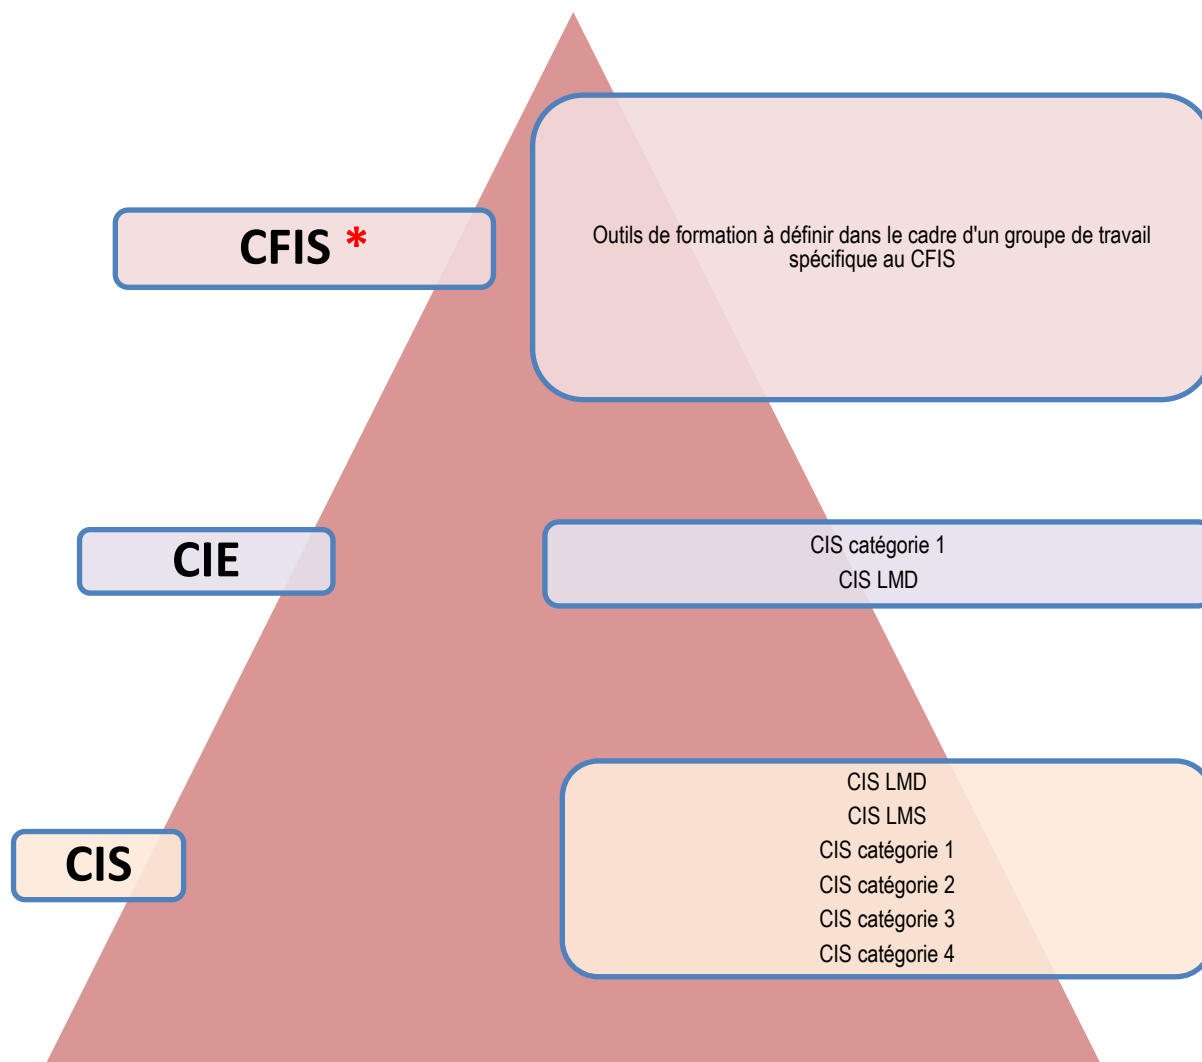 CFIS *
Outils de formation à définir dans le cadre d'un groupe de travail
spécifique au CFIS
CIE
CIS catégorie 1
CIS LMD
CIS
CIS LMD
CIS LMS
CIS catégorie 1
CIS catégorie 2
CIS catégorie 3
CIS catégorie 4